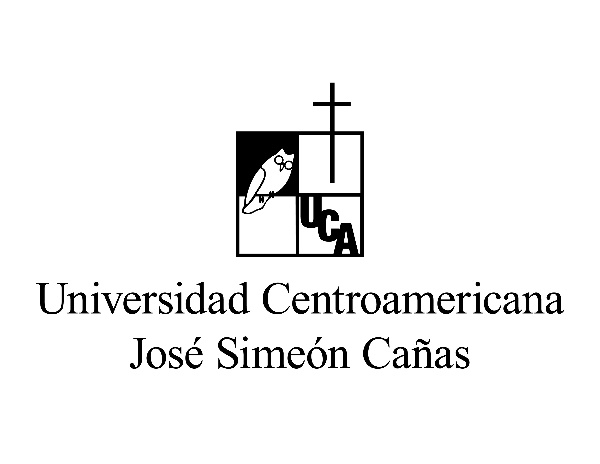 UCA
Universidad Centroamericana
José Simeón Cañas